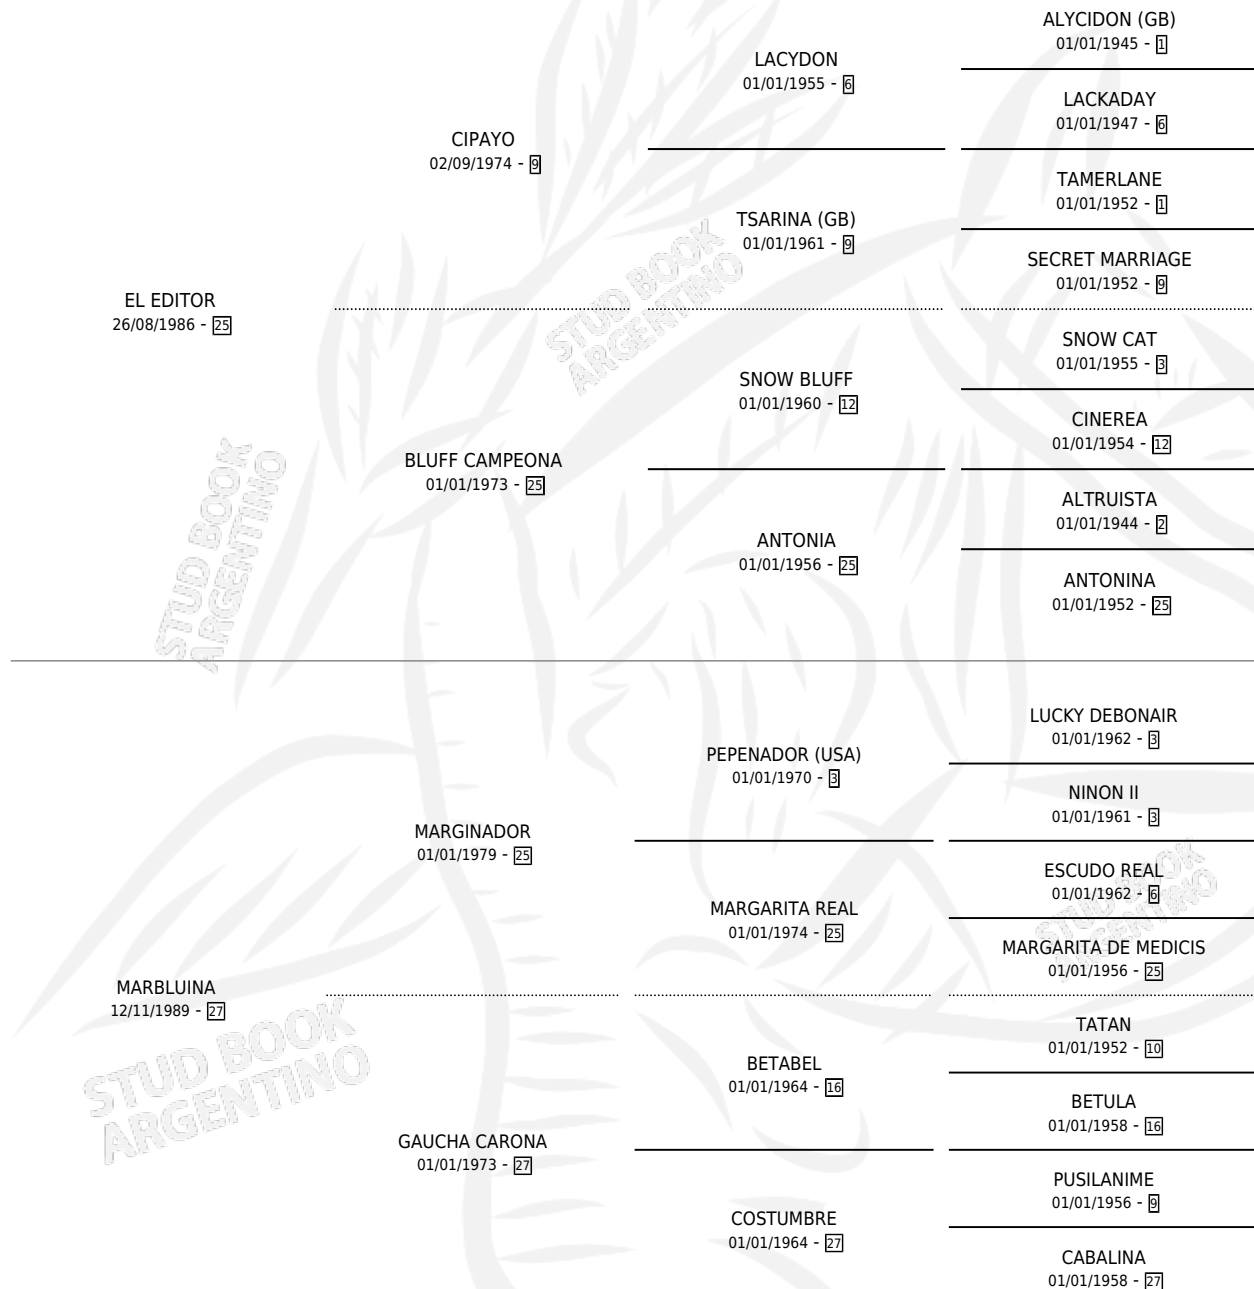 ALYCIDON (GB)
01/01/1945 - 1
LACYDON
01/01/1955 - 6
LACKADAY
01/01/1947 - 6
CIPAYO
02/09/1974 - 9
TAMERLANE
01/01/1952 - 1
TSARINA (GB)
01/01/1961 - 9
SECRET MARRIAGE
01/01/1952 - 9
EL EDITOR
26/08/1986 - 25
SNOW CAT
01/01/1955 - 3
SNOW BLUFF
01/01/1960 - 12
CINEREA
01/01/1954 - 12
BLUFF CAMPEONA
01/01/1973 - 25
ALTRUISTA
01/01/1944 - 2
ANTONIA
01/01/1956 - 25
ANTONINA
01/01/1952 - 25
STUD BOOK
ARGENTINO
STUD BOOK
ARGENTINO
LUCKY DEBONAIR
01/01/1962 - 3
PEPENADOR (USA)
01/01/1970 - 3
NINON II
01/01/1961 - 3
MARGINADOR
01/01/1979 - 25
ESCUDO REAL
01/01/1962 - 6
MARGARITA REAL
01/01/1974 - 25
MARGARITA DE MEDICIS
01/01/1956 - 25
STUD BOOK
ARGENTINO
MARBLUINA
12/11/1989 - 27
TATAN
01/01/1952 - 10
BETABEL
01/01/1964 - 16
BETULA
01/01/1958 - 16
STUD BOOK
ARGENTINO
GAUCHA CARONA
01/01/1973 - 27
PUSILANIME
01/01/1956 - 9
COSTUMBRE
01/01/1964 - 27
CABALINA
01/01/1958 - 27